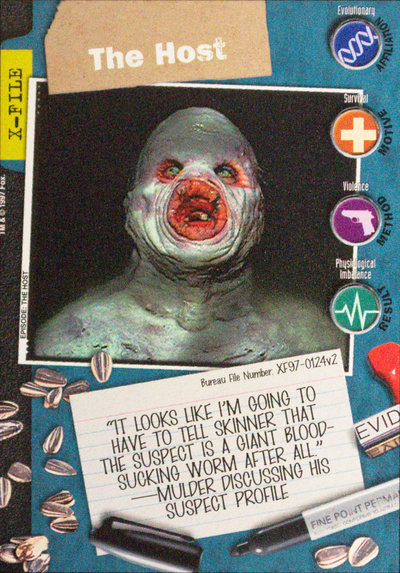 The Host
X-FILE
TM & © 1997 Fox.
EPISODE: THE HOST
Evolutionary
AFFILIATION
Survival
MOTIVE
Violence
METHOD
Physiological
Imbalance
RESULT
Bureau File Number: XF97-0124v2
"IT LOOKS LIKE I'M GOING TO
HAVE TO TELL SKINNER THAT
THE SUSPECT IS A GIANT BLOOD-
SUCKING WORM AFTER ALL."
—MULDER DISCUSSING HIS
SUSPECT PROFILE
EVID
FINE POINT PERMA